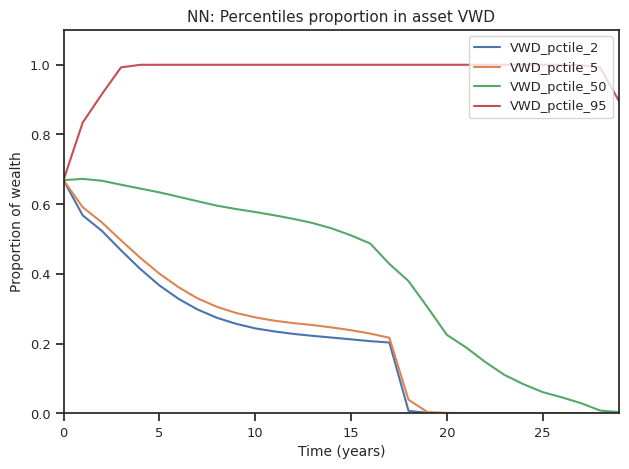 NN: Percentiles proportion in asset VWD
VWD_pctile_2
VWD_pctile_5
VWD_pctile_50
VWD_pctile_95
Proportion of wealth
1.0
0.8
0.6
0.4
0.2
0.0
0 5 10 15 20 25
Time (years)